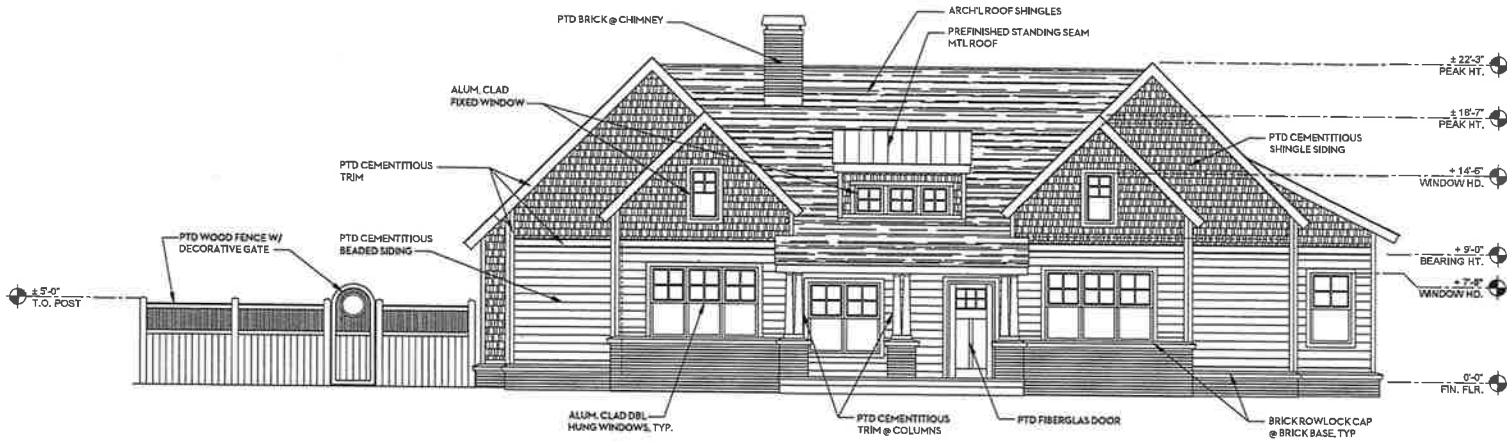 PTD BRICK @ CHIMNEY
ARCH'L ROOF SHINGLES
PREFINISHED STANDING SEAM
MTL ROOF
± 22'-3"
PEAK HT.
ALUM. CLAD
FIXED WINDOW
± 18'-7"
PEAK HT.
PTD CEMENTITIOUS
SHINGLE SIDING
PTD CEMENTITIOUS
TRIM
+ 14'-6"
WINDOW HD.
PTD WOOD FENCE W/
DECORATIVE GATE
PTD CEMENTITIOUS
BEADED SIDING
+ 9'-0"
BEARING HT.
± 5'-0"
T.O. POST
WINDOW HD.
0'-0"
FIN. FLR.
ALUM. CLAD DBL
HUNG WINDOWS, TYP.
PTD CEMENTITIOUS
TRIM @ COLUMNS
PTD FIBERGLAS DOOR
BRICK ROWLOCK CAP
@ BRICK BASE, TYP